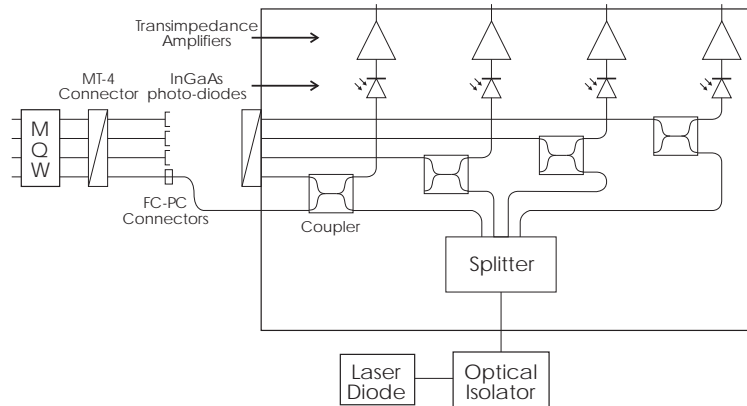 Transimpedance
Amplifiers
MT-4
Connector
InGaAs
photo-diodes
M
Q
W
FC-PC
Connectors
Coupler
Splitter
Laser
Diode
Optical
Isolator